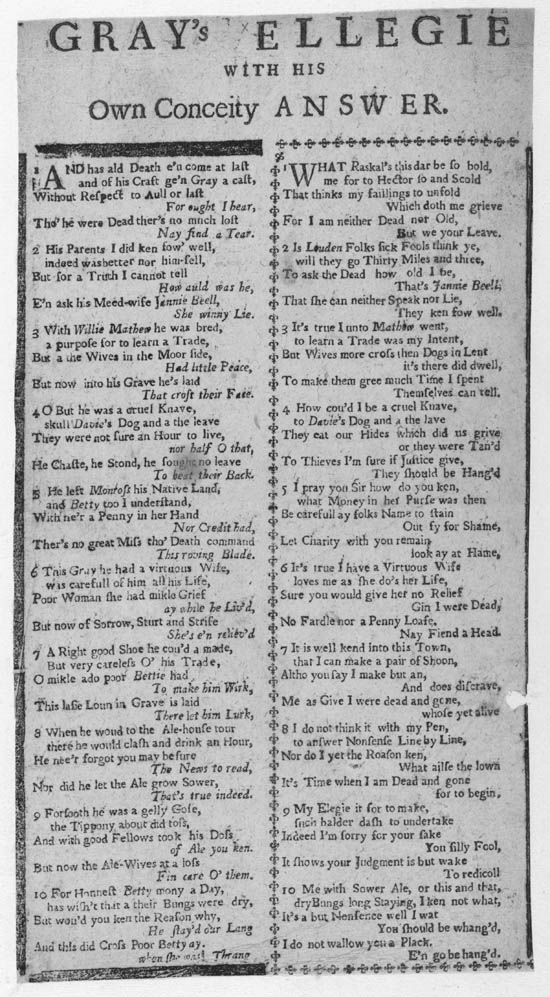 GRAY's ELLEGIE
WITH HIS
Own Conceity ANSWER.
1 AND has ald Death e'n come at last
and of his Craft ge'n Gray a cast,
Without Respect to Aull or last
For ought I hear,
Tho' he were Dead ther's no much lost
Nay find a Tear.
2 His Parents I did ken fow' well,
indeed was better nor him-sell,
But for a Truth I cannot tell
How auld was he,
E'n ask his Meed-wife Jannie Beell,
She winny Lie.
3 With Willie Mathew he was bred,
a purpose for to learn a Trade,
But a the Wives in the Moor side,
Had little Peace,
But now into his Grave he's laid
That crost their Fate.
4 O But he was a cruel Knave,
skull Davie's Dog and a the leave
They were not sure an Hour to live,
nor half O that,
He Chaste, he Stond, he sought no leave
To beat their Back.
5 He left Montross his Native Land,
and Betty too I understand,
With ne'r a Penny in her Hand
Nor Credit had,
Ther's no great Miss tho' Death command
This roving Blade.
6 This Gray he had a virtuous Wife,
was carefull of him all his Life,
Poor Woman she had mikle Grief
ay while he Liv'd,
But now of Sorrow, Sturt and Strife
She's e'n reliev'd
7 A Right good Shoe he cou'd a made,
But very careless O' his Trade,
O mikle ado poor Bettie had
To make him Wirk,
This lasie Loun in Grave is laid
There let him Lurk,
8 When he woud to the Ale-house tour
there he would clash and drink an Hour,
He nee'r forgot you may be sure
The News to read,
Nor did he let the Ale grow Sower,
That's true indeed.
9 Forsooth he was a gelly Gose,
the Tippony about did toss,
And with good Fellows took his Doss
of Ale you ken.
But now the Ale-Wives at a loss
Fin care O' them.
10 For Honnest Betty mony a Day,
has wish't that a their Bungs were dry,
But wou'd you ken the Reason why,
He stay'd our Lang
And this did Cross Poor Betty ay.
when she was! Thrang
1 WHAT Raskal's this dar be so bold,
me for to Hector so and Scold
That thinks my faillings to unfold
Which doth me grieve
For I am neither Dead nor Old,
But we your Leave.
2 Is Louden Folks sick Fools think ye,
will they go Thirty Miles and three,
To ask the Dead how old I be,
That's Jannie Beell,
That she can neither Speak nor Lie,
They ken fow well.
3 It's true I unto Mathow went,
to learn a Trade was my Intent,
But Wives more cross then Dogs in Lent
it's there did dwell,
To make them gree much Time I spent
Themselves can tell.
4 How cou'd I be a cruel Knave,
to Davie's Dog and a the lave
They eat our Hides which did us grive
or they were Tan'd
To Thieves I'm sure if Justice give,
They should be Hang'd
5 I pray you Sir how do you ken,
what Money in her Purse was then
Be carefull ay folks Name to stain
Out fy for Shame,
Let Charity with you remain
look ay at Hame,
6 It's true I have a Virtuous Wife
loves me as she do's her Life,
Sure you would give her no Relief
Gin I were Dead,
No Fardle nor a Penny Loafe,
Nay Fiend a Head.
7 It is well kend into this Town,
that I can make a pair of Shoon,
Altho you say I make but an,
And does discrave,
Me as Give I were dead and gone,
whose yet alive
8 I do not think it with my Pen,
to answer Nonsense Line by Line,
Nor do I yet the Roason ken,
What ailse the lown
It's Time when I am Dead and gone
for to begin,
9 My Elegie it for to make,
such balder dash to undertake
Indeed I'm sorry for your sake
You silly Fool,
It shows your Judgment is but wake
To redicoll
10 Me with Sower Ale, or this and that,
dry Bungs long Staying, I ken not what,
It's a but Nonfence well I wat
You should be whang'd,
I do not wallow you a Plack,
E'n go be hang'd.